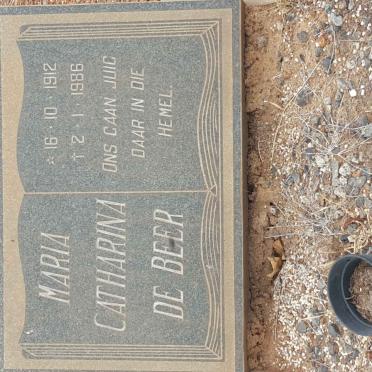 MARIA
CATHARINA
DE BEER
☆ 16 · 10 · 1912
† 2 · 1 · 1986
ONS GAAN JUIG
DAAR IN DIE
HEMEL.